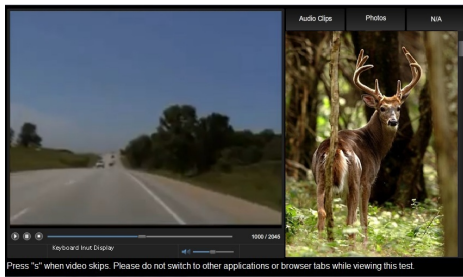 Audio Clips
Photos
N/A
1000 / 2045
Keyboard Inut Display
Press "s" when video skips. Please do not switch to other applications or browser tabs while viewing this test.